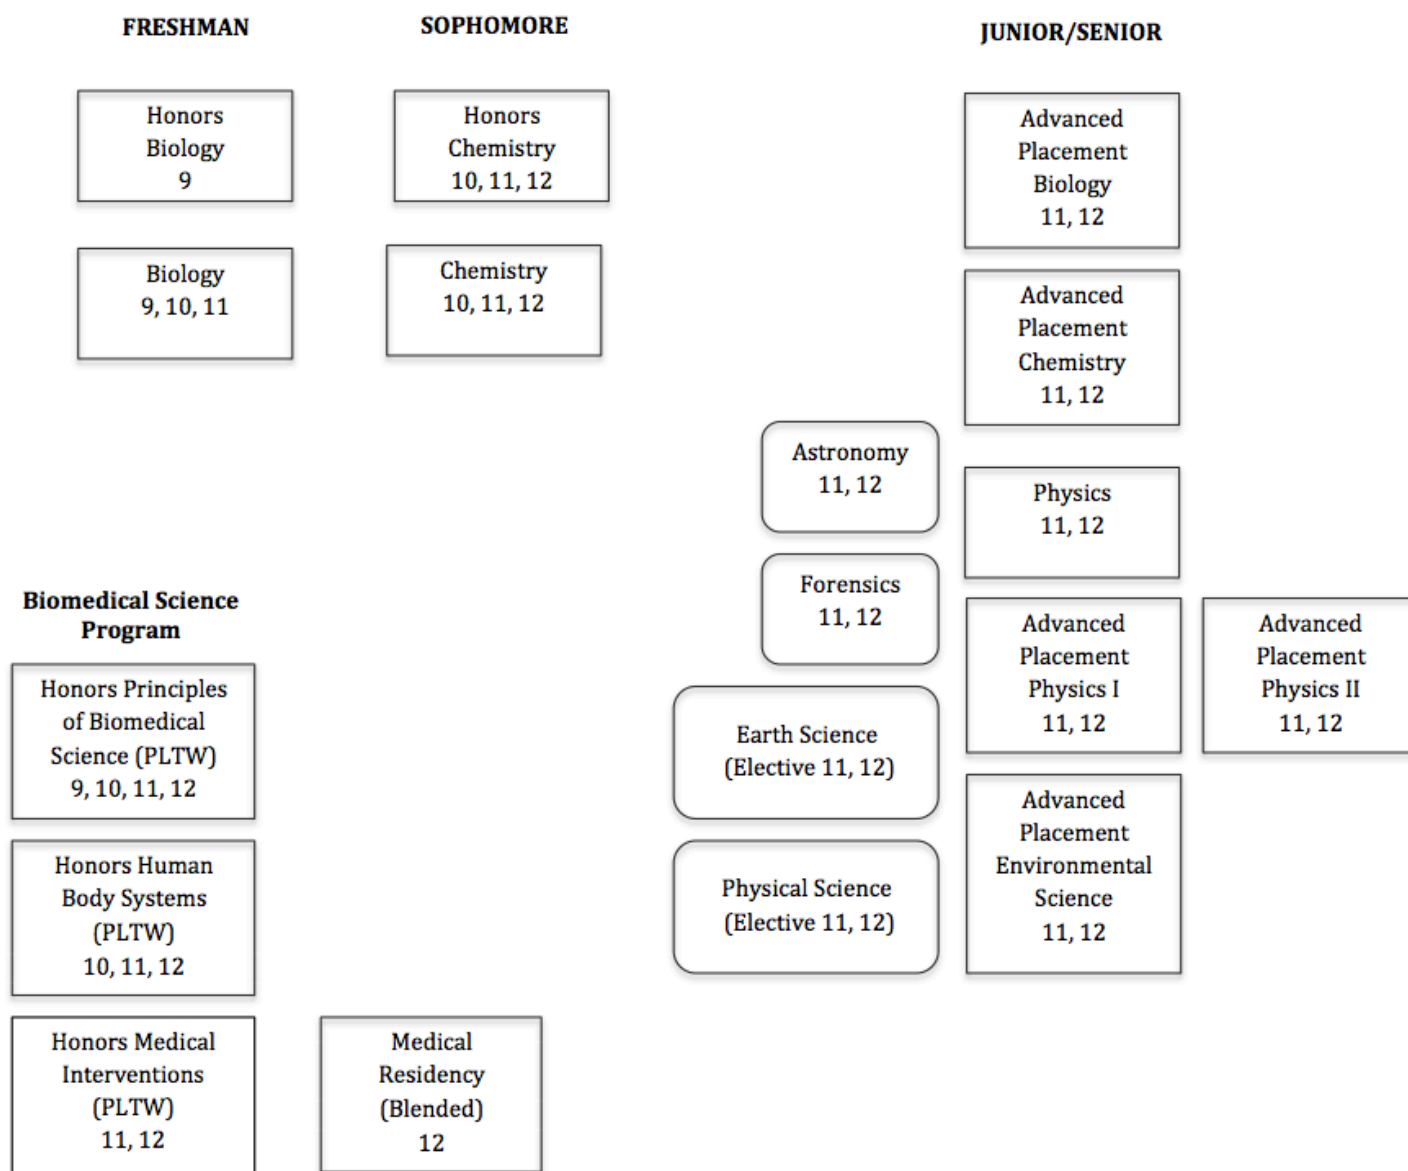 FRESHMAN
SOPHOMORE
JUNIOR/SENIOR
Honors
Biology
9
Honors
Chemistry
10, 11, 12
Advanced
Placement
Biology
11, 12
Biology
9, 10, 11
Chemistry
10, 11, 12
Advanced
Placement
Chemistry
11, 12
Astronomy
11, 12
Physics
11, 12
Forensics
11, 12
Biomedical Science
Program
Advanced
Placement
Physics I
11, 12
Advanced
Placement
Physics II
11, 12
Honors Principles
of Biomedical
Science (PLTW)
9, 10, 11, 12
Earth Science
(Elective 11, 12)
Advanced
Placement
Environmental
Science
11, 12
Honors Human
Body Systems
(PLTW)
10, 11, 12
Physical Science
(Elective 11, 12)
Honors Medical
Interventions
(PLTW)
11, 12
Medical
Residency
(Blended)
12